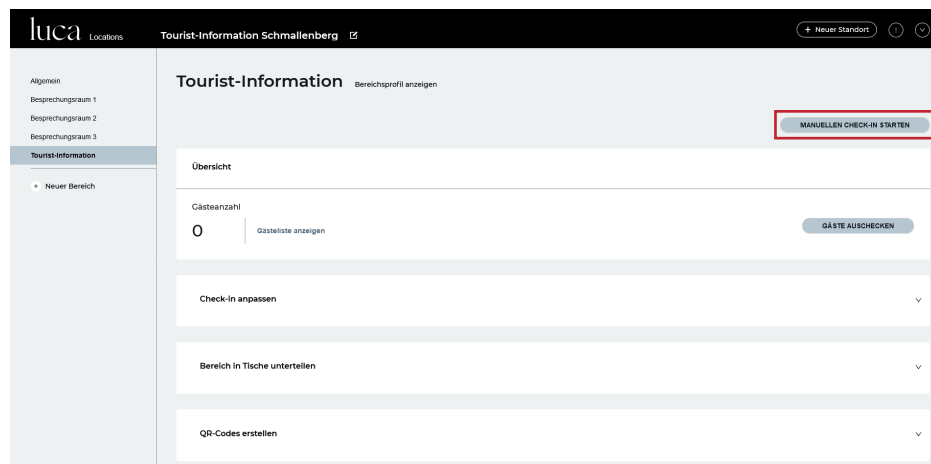 luca Locations
Tourist-Information Schmallenberg
+ Neuer Standort
Allgemein
Besprechungsraum 1
Besprechungsraum 2
Besprechungsraum 3
Tourist-Information
+ Neuer Bereich
Tourist-Information Bereichsprofil anzeigen
MANUELLEN CHECK-IN STARTEN
Übersicht
Gästeanzahl
0
Gästeliste anzeigen
GÄSTE AUSCHECKEN
Check-in anpassen
Bereich in Tische unterteilen
QR-Codes erstellen